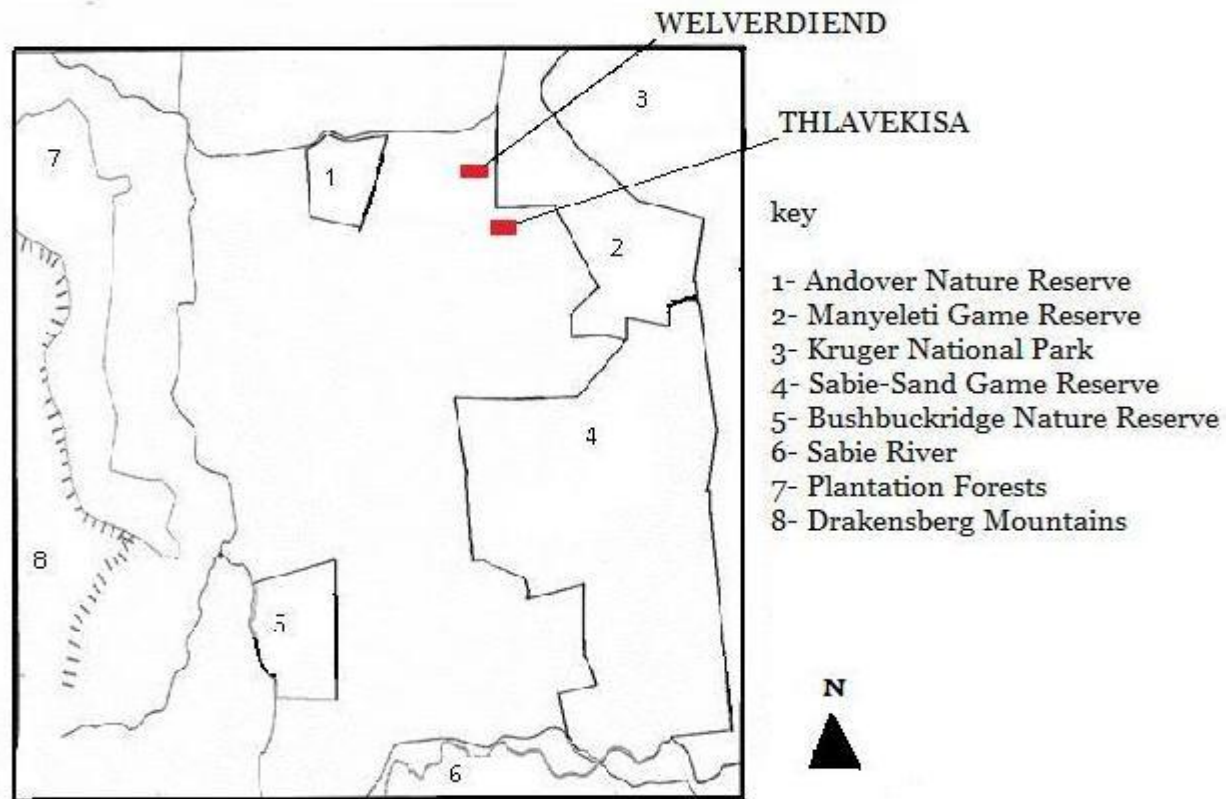 WELVERDIEND
THLAVEKISA
3
7
1
2
4
8
5
6
key
1- Andover Nature Reserve
2- Manyeleti Game Reserve
3- Kruger National Park
4- Sabie-Sand Game Reserve
5- Bushbuckridge Nature Reserve
6- Sabie River
7- Plantation Forests
8- Drakensberg Mountains
N